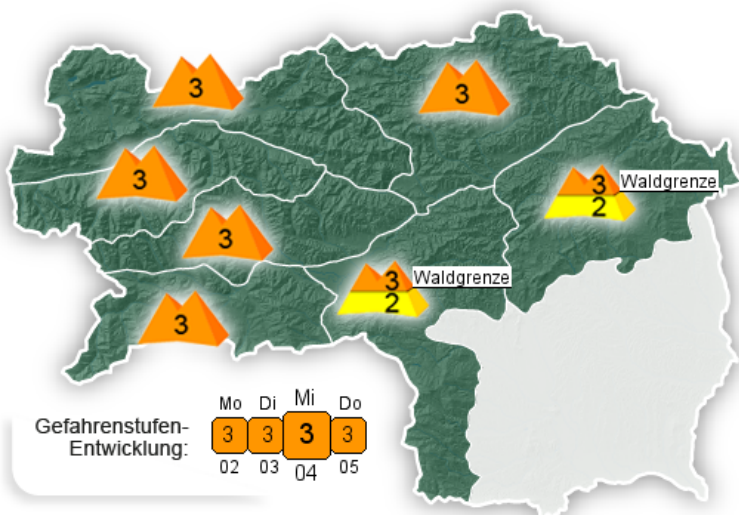 3
3
3
3 Waldgrenze
2
3
3 Waldgrenze
2
3
Mo Di Mi Do
Gefahrenstufen-
Entwicklung:
3 3 3 3
02 03 04 05